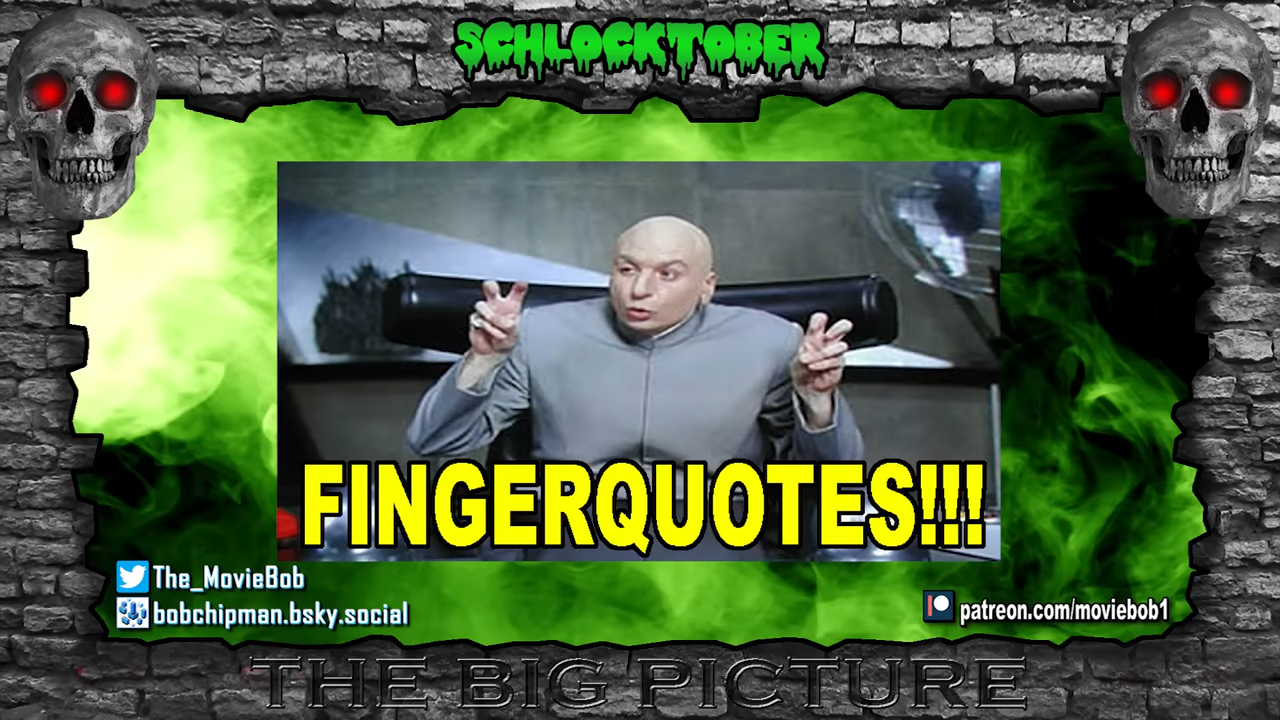 SCHLOCKTOBER
FINGERQUOTES!!!
The_MovieBob
bobchipman.bsky.social
patreon.com/moviebob1
THE BIG PICTURE